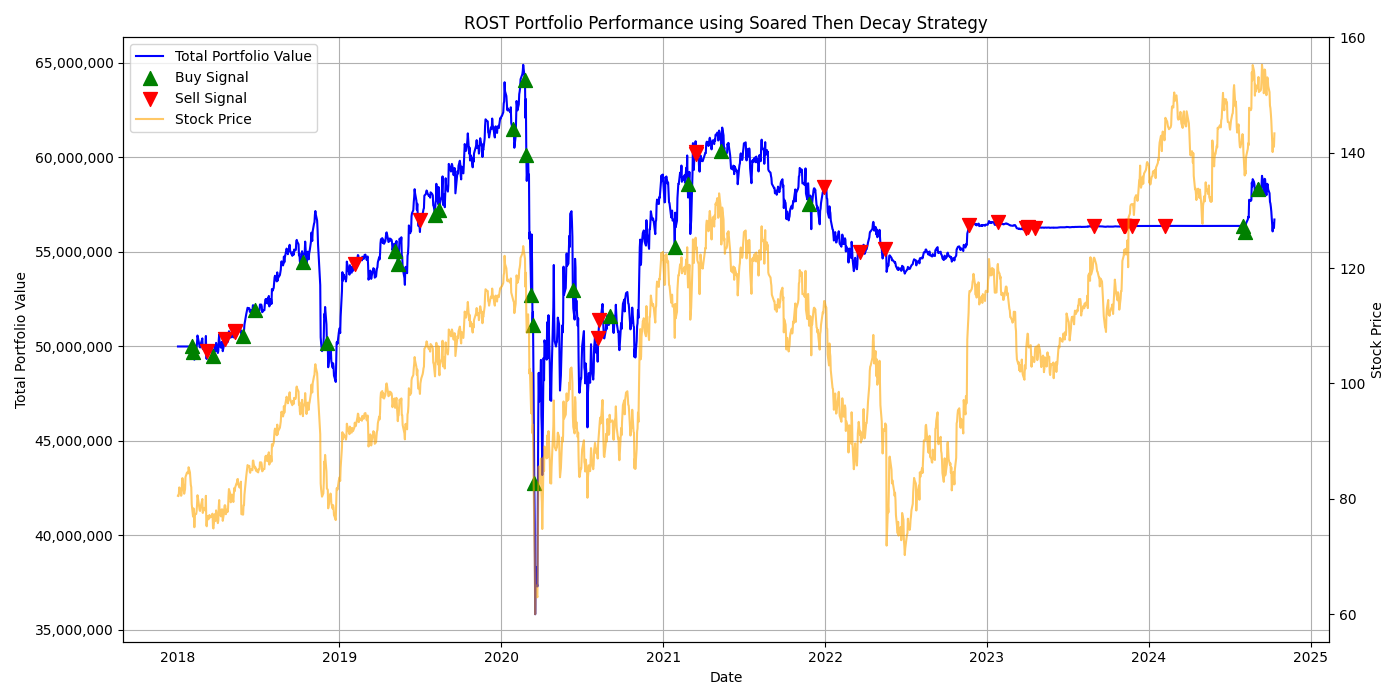 ROST Portfolio Performance using Soared Then Decay Strategy
Total Portfolio Value
Buy Signal
Sell Signal
Stock Price
65,000,000
60,000,000
55,000,000
50,000,000
45,000,000
40,000,000
35,000,000
Total Portfolio Value
160
140
120
100
80
60
Stock Price
2018 2019 2020 2021 2022 2023 2024 2025
Date